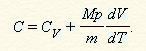 C = C_V + \frac{Mp}{m} \frac{dV}{dT}.